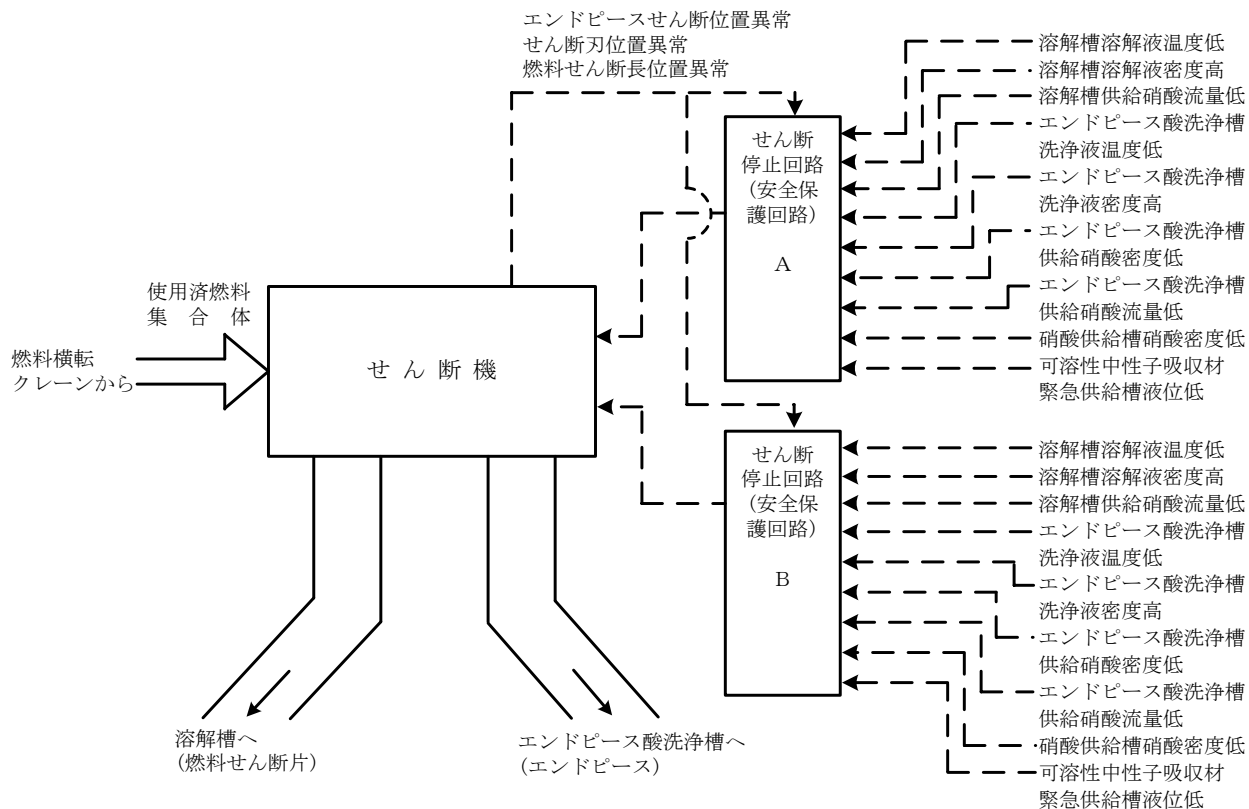 エンドピースせん断位置異常
せん断刃位置異常
燃料せん断長位置異常
使用済燃料
集合体
燃料横転
クレーンから
せん断機
せん断
停止回路
(安全保
護回路)
A
溶解槽溶解液温度低
溶解槽溶解液密度高
溶解槽供給硝酸流量低
エンドピース酸洗浄槽
洗浄液温度低
エンドピース酸洗浄槽
洗浄液密度高
エンドピース酸洗浄槽
供給硝酸密度低
エンドピース酸洗浄槽
供給硝酸流量低
硝酸供給槽硝酸密度低
可溶性中性子吸収材
緊急供給槽液位低
せん断
停止回路
(安全保
護回路)
B
溶解槽溶解液温度低
溶解槽溶解液密度高
溶解槽供給硝酸流量低
エンドピース酸洗浄槽
洗浄液温度低
エンドピース酸洗浄槽
洗浄液密度高
エンドピース酸洗浄槽
供給硝酸密度低
エンドピース酸洗浄槽
供給硝酸流量低
硝酸供給槽硝酸密度低
可溶性中性子吸収材
緊急供給槽液位低
溶解槽へ
(燃料せん断片)
エンドピース酸洗浄槽へ
(エンドピース)